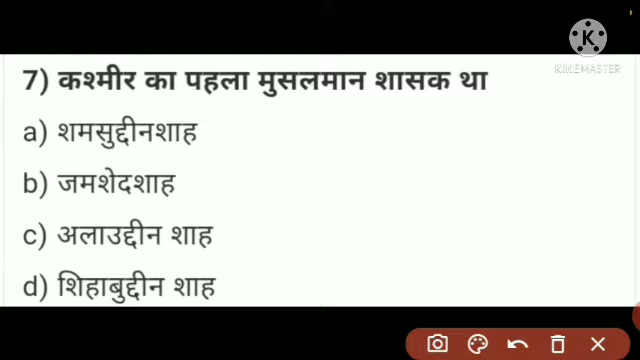 K
KINEMASTER
7) कश्मीर का पहला मुसलमान शासक था
a) शमसुद्दीनशाह
b) जमशेदशाह
c) अलाउद्दीन शाह
d) शिहाबुद्दीन शाह